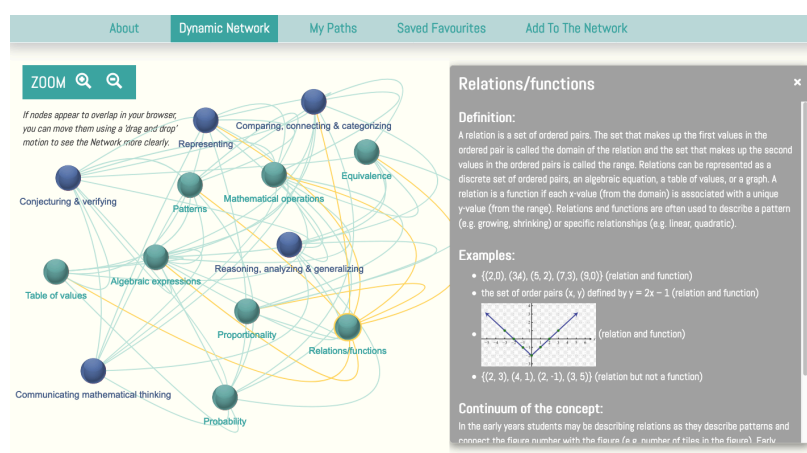 About Dynamic Network My Paths Saved Favourites Add To The Network
ZOOM
If nodes appear to overlap in your browser,
you can move them using a 'drag and drop'
motion to see the Network more clearly.
Representing
Comparing, connecting & categorizing
Equivalence
Conjecturing & verifying
Patterns
Mathematical operations
Reasoning, analyzing & generalizing
Table of values
Algebraic expressions
Proportionality
Relations/functions
Communicating mathematical thinking
Probability
Relations/functions ×
Definition:
A relation is a set of ordered pairs. The set that makes up the first values in the
ordered pair is called the domain of the relation and the set that makes up the second
values in the ordered pairs is called the range. Relations can be represented as a
discrete set of ordered pairs, an algebraic equation, a table of values, or a graph. A
relation is a function if each x-value (from the domain) is associated with a unique
y-value (from the range). Relations and functions are often used to describe a pattern
(e.g. growing, shrinking) or specific relationships (e.g. linear, quadratic).
Examples:
• {(2,0), (3,4), (5, 2), (7,3), (9,0)} (relation and function)
• the set of order pairs (x, y) defined by y = 2x – 1 (relation and function)
• (relation and function)
• {(2, 3), (4, 1), (2, -1), (3, 5)} (relation but not a function)
Continuum of the concept:
In the early years students may be describing relations as they describe patterns and
connect the figure number with the figure (e.g. number of tiles in the figure). Early